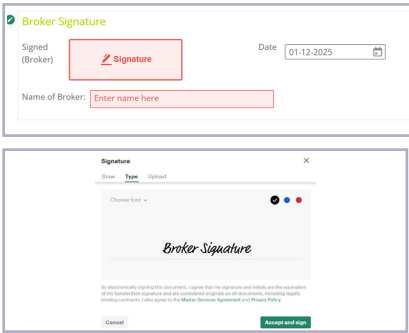 Broker Signature
Signed (Broker)
Signature
Date
01-12-2025
Name of Broker:
Enter name here
Signature
Draw Type Upload
Choose font
Broker Signature
By electronically signing this document, I agree that my signature and initials are the equivalent
of my handwritten signature and are considered originals on all documents, including legally
binding contracts. I also agree to the Master Services Agreement and Privacy Policy.
Cancel
Accept and sign